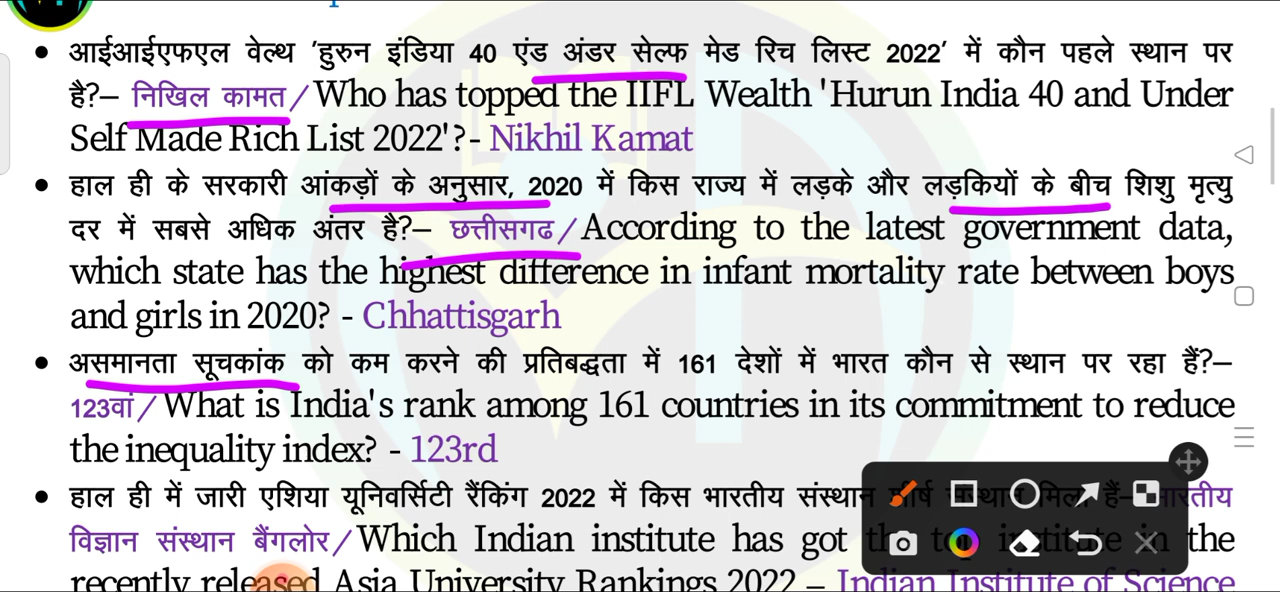 • आईआईएफएल वेल्थ 'हुरुन इंडिया 40 एंड अंडर सेल्फ मेड रिच लिस्ट 2022' में कौन पहले स्थान पर
है?– निखिल कामत/Who has topped the IIFL Wealth 'Hurun India 40 and Under
Self Made Rich List 2022'?- Nikhil Kamat
• हाल ही के सरकारी आंकड़ों के अनुसार, 2020 में किस राज्य में लड़के और लड़कियों के बीच शिशु मृत्यु
दर में सबसे अधिक अंतर है?– छत्तीसगढ/According to the latest government data,
which state has the highest difference in infant mortality rate between boys
and girls in 2020? - Chhattisgarh
• असमानता सूचकांक को कम करने की प्रतिबद्धता में 161 देशों में भारत कौन से स्थान पर रहा हैं?–
123वां/What is India's rank among 161 countries in its commitment to reduce
the inequality index? - 123rd
• हाल ही में जारी एशिया यूनिवर्सिटी रैंकिंग 2022 में किस भारतीय संस्थान
विज्ञान संस्थान बैंगलोर/Which Indian institute has got the
recently released Asia University Rankings 2022 – Indian Institute of Science